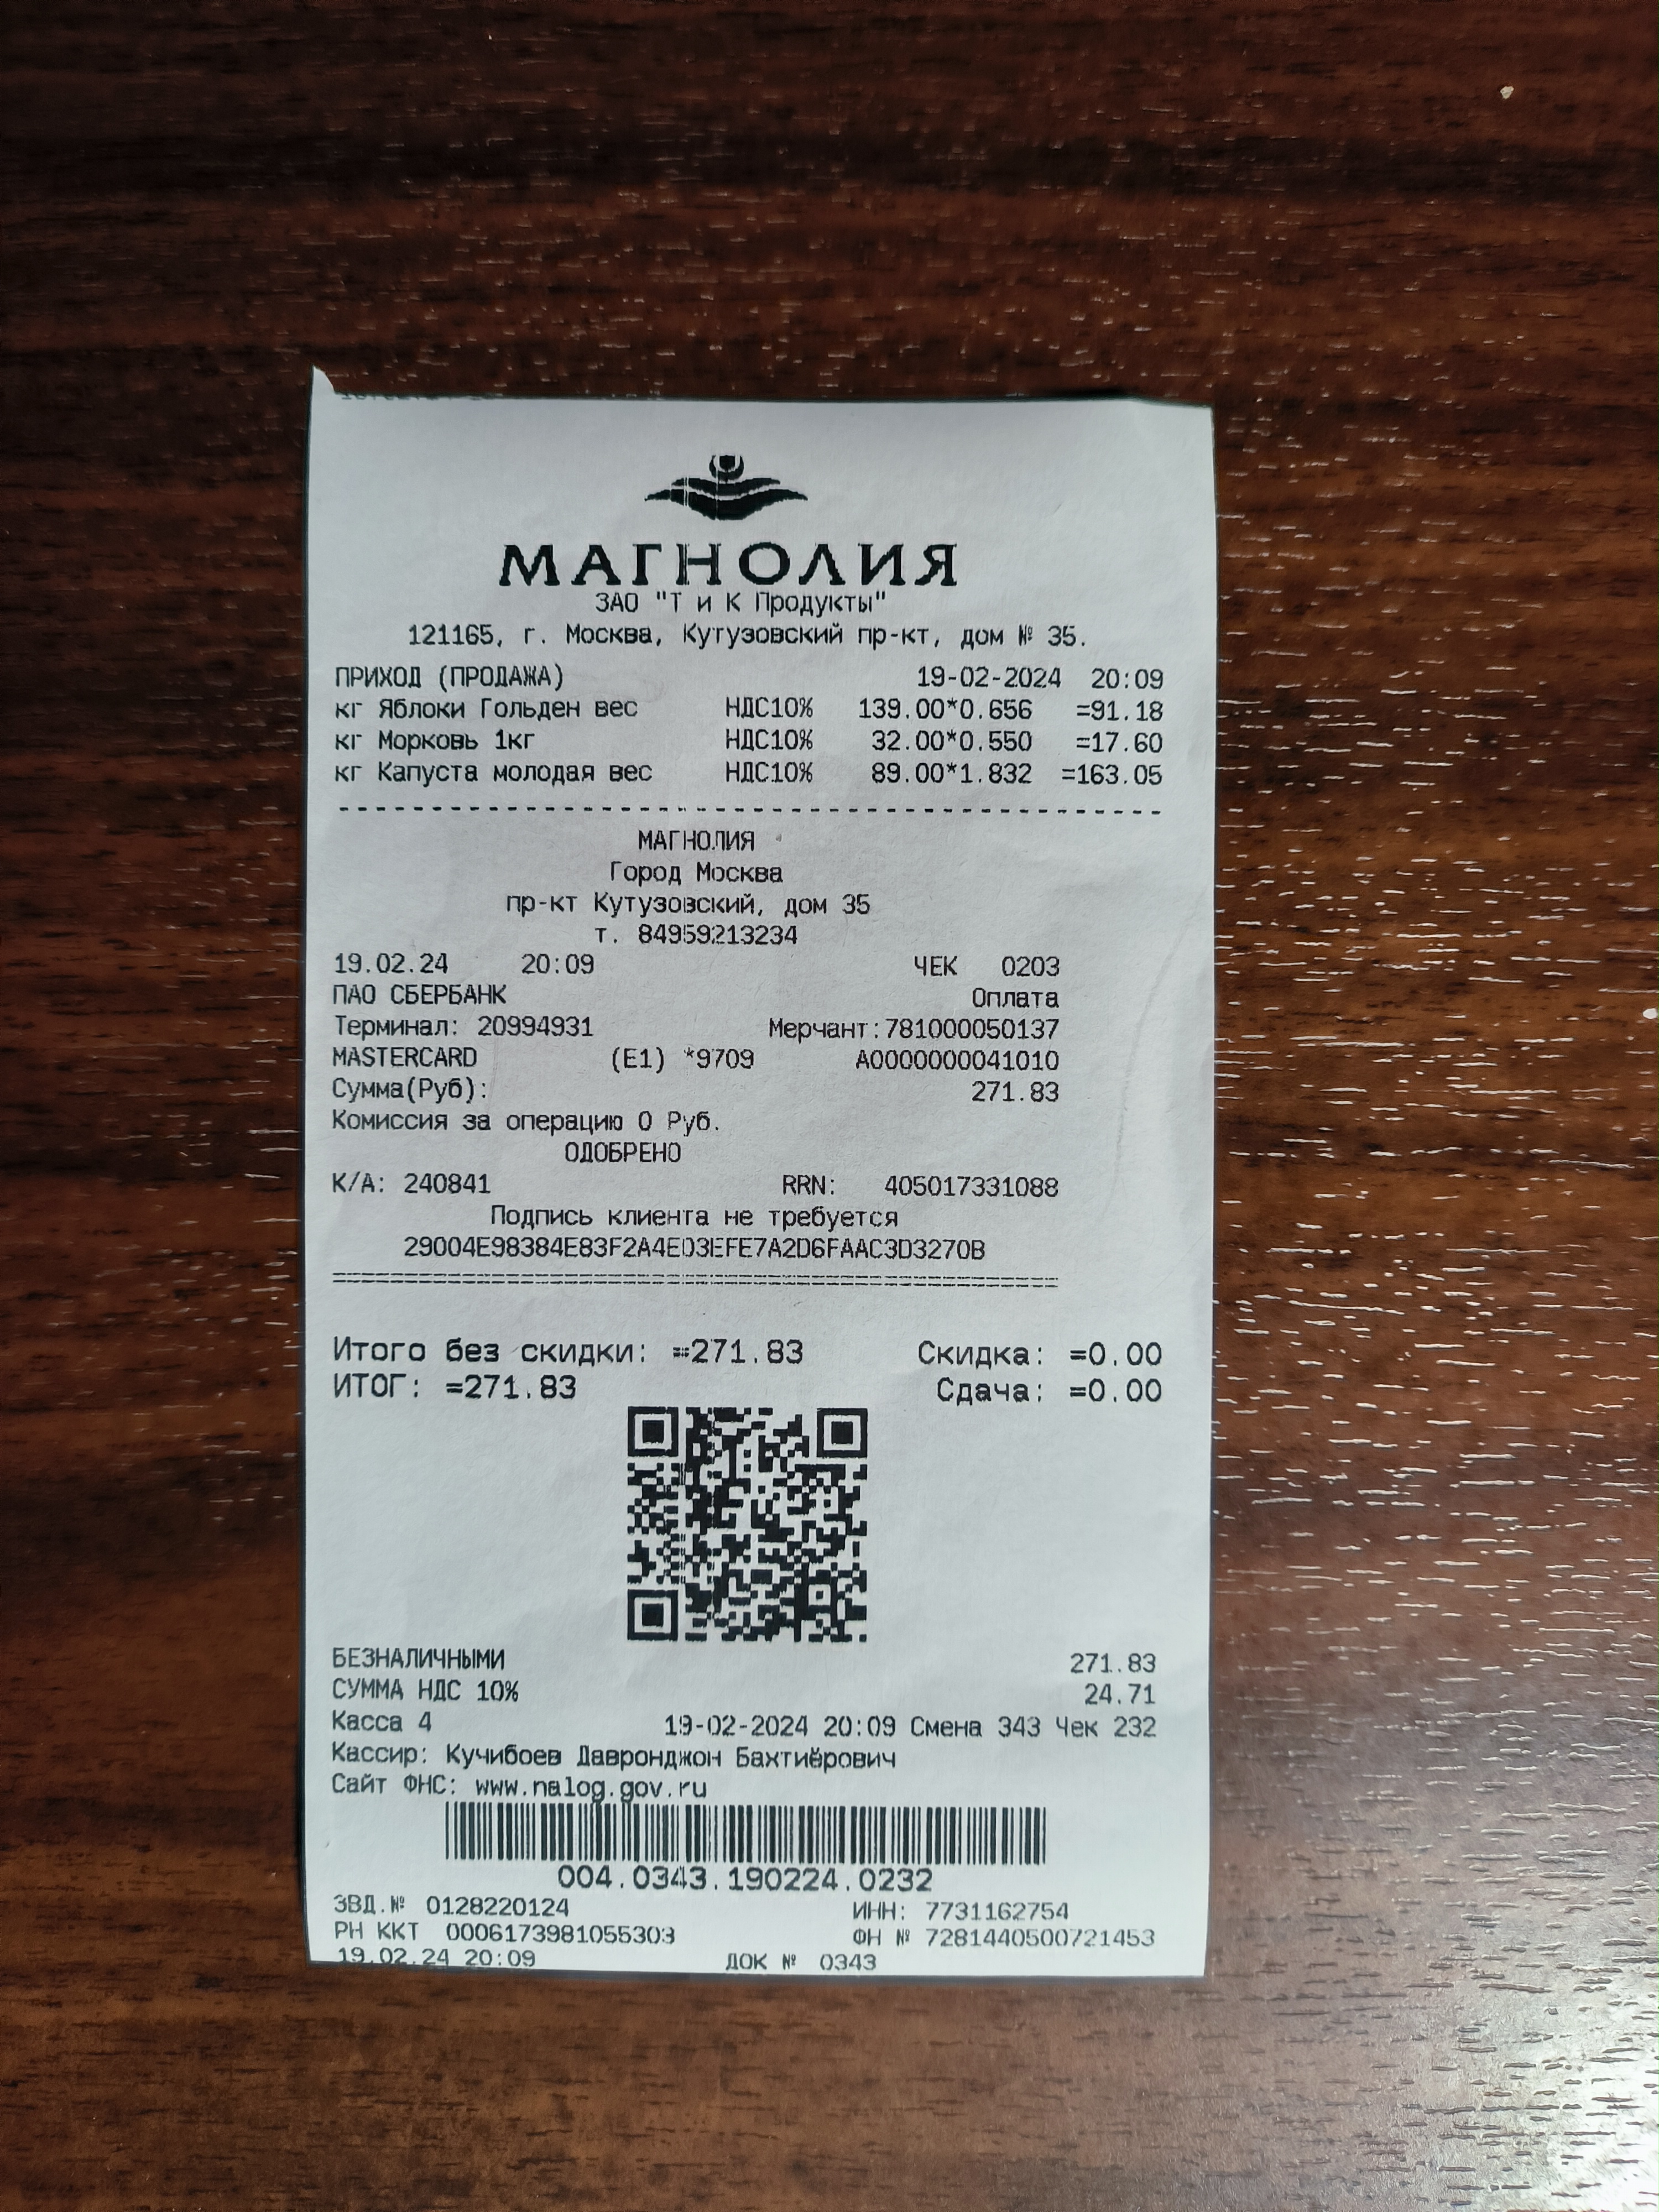 МАГНОЛИЯ
ЗАО "Т и К Продукты"
121165, г. Москва, Кутузовский пр-кт, дом № 35.
ПРИХОД (ПРОДАЖА) 19-02-2024 20:09
кг Яблоки Гольден вес НДС10% 139.00*0.656 =91.18
кг Морковь 1кг НДС10% 32.00*0.550 =17.60
кг Капуста молодая вес НДС10% 89.00*1.832 =163.05
МАГНОЛИЯ
Город Москва
пр-кт Кутузовский, дом 35
т. 84959213234
19.02.24 20:09 ЧЕК 0203
ПАО СБЕРБАНК Оплата
Терминал: 20994931 Мерчант:781000050137
MASTERCARD (E1) *9709 A0000000041010
Сумма(Руб): 271.83
Комиссия за операцию 0 Руб.
ОДОБРЕНО
К/А: 240841 RRN: 405017331088
Подпись клиента не требуется
29004E98384E83F2A4E03EFE7A2D6FAAC3D3270B
Итого без скидки: =271.83 Скидка: =0.00
ИТОГ: =271.83 Сдача: =0.00
БЕЗНАЛИЧНЫМИ 271.83
СУММА НДС 10% 24.71
Касса 4 19-02-2024 20:09 Смена 343 Чек 232
Кассир: Кучибоев Давронджон Бахтиёрович
Сайт ФНС: www.nalog.gov.ru
004.0343.190224.0232
ЗВД.№ 0128220124 ИНН: 7731162754
РН ККТ 0006173981055303 ФН № 7281440500721453
19.02.24 20:09 ДОК № 0343